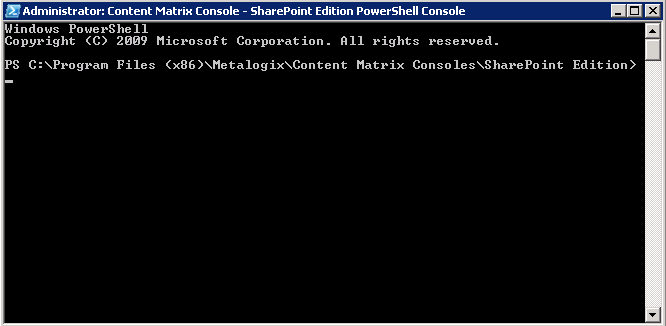 Administrator: Content Matrix Console - SharePoint Edition PowerShell Console
Windows PowerShell
Copyright (C) 2009 Microsoft Corporation. All rights reserved.
PS C:\Program Files (x86)\Metalogix\Content Matrix Consoles\SharePoint Edition>